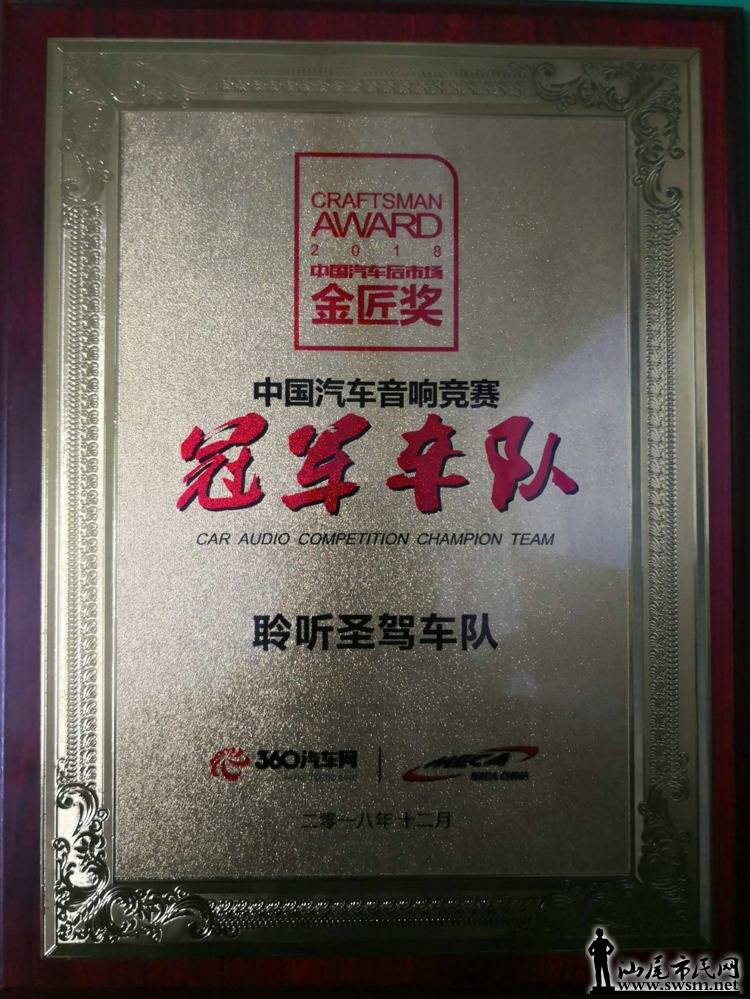 CRAFTSMAN
AWARD
2018
中国汽车后市场
金匠奖
中国汽车音响竞赛
冠军车队
CAR AUDIO COMPETITION CHAMPION TEAM
聆听圣驾车队
360汽车网
MECA
MECA CHINA
二零一八年 十二月
汕尾市民网
www.swsm.net